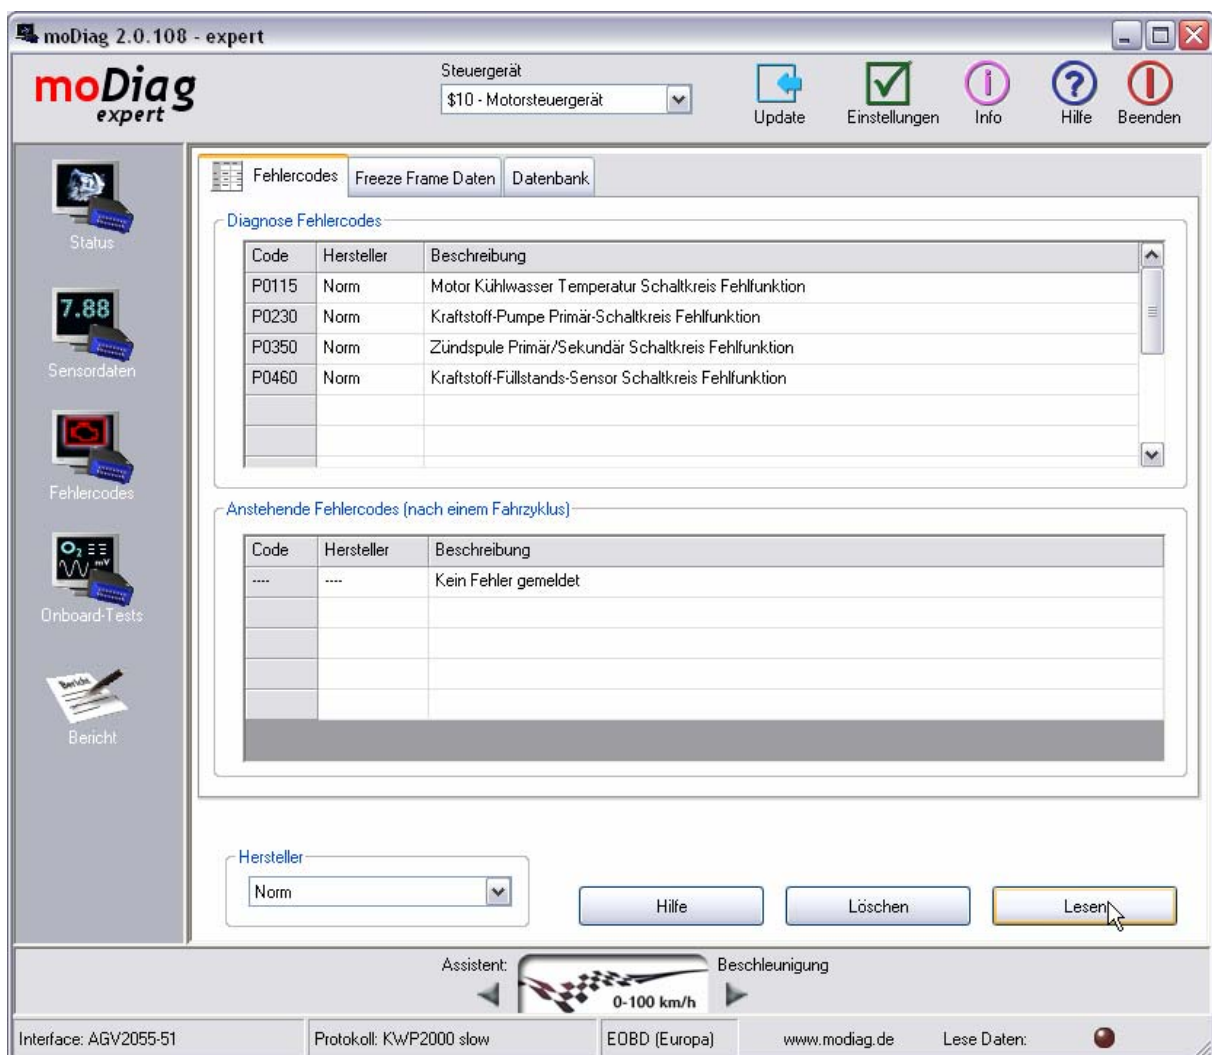 moDiag 2.0.108 - expert
moDiag
expert
Steuergerät
$10 - Motorsteuergerät
Update
Einstellungen
Info
Hilfe
Beenden
Status
7.88
Sensordaten
Fehlercodes
O2
mV
Onboard-Tests
Bericht
Bericht
Fehlercodes Freeze Frame Daten Datenbank
Diagnose Fehlercodes
Code Hersteller Beschreibung
P0115 Norm Motor Kühlwasser Temperatur Schaltkreis Fehlfunktion
P0230 Norm Kraftstoff-Pumpe Primär-Schaltkreis Fehlfunktion
P0350 Norm Zündspule Primär/Sekundär Schaltkreis Fehlfunktion
P0460 Norm Kraftstoff-Füllstands-Sensor Schaltkreis Fehlfunktion
Anstehende Fehlercodes (nach einem Fahrzyklus)
Code Hersteller Beschreibung
---- ---- Kein Fehler gemeldet
Hersteller
Norm
Hilfe Löschen Lesen
Assistent: Beschleunigung
0-100 km/h
Interface: AGV2055-51 Protokoll: KWP2000 slow EOBD (Europa) www.modiag.de Lese Daten: